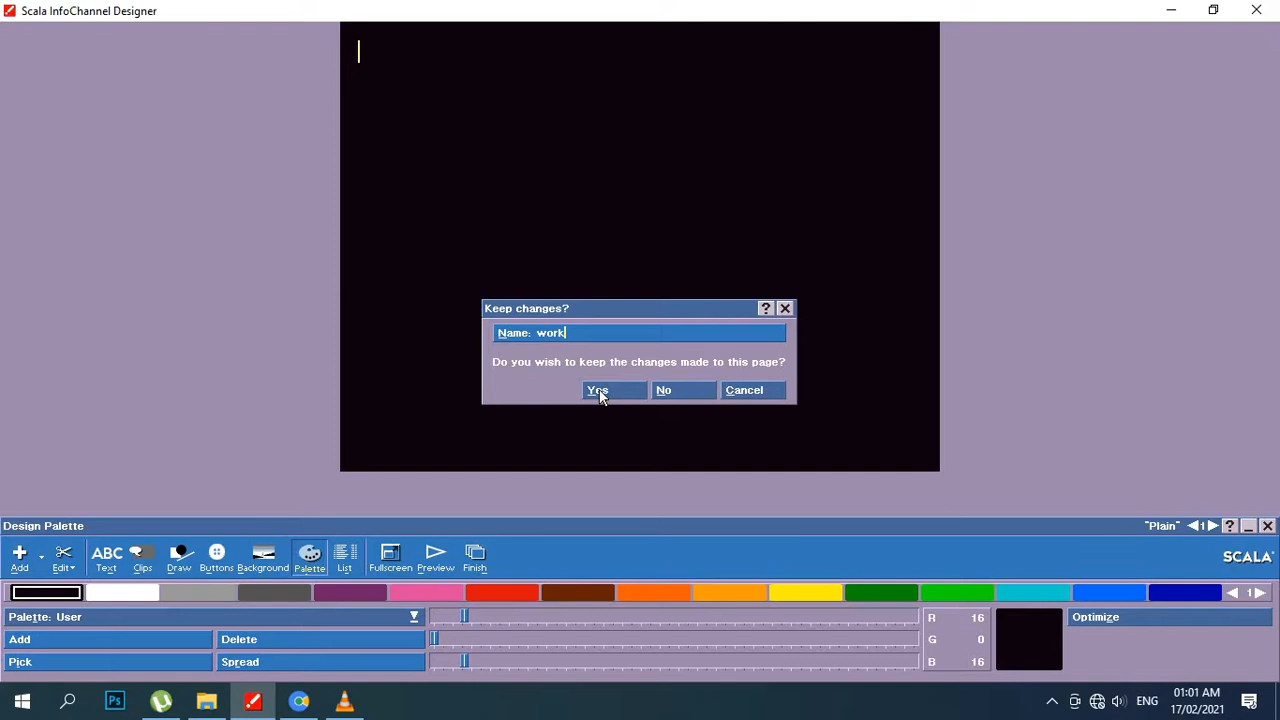 Scala InfoChannel Designer
Keep changes?
?
Name: work
Do you wish to keep the changes made to this page?
Yes No Cancel
Design Palette "Plain" 1 ?
Add Edit ABC Text Clips Draw Buttons Background Palette List Fullscreen Preview Finish SCALA
1
Palette: User R 16 Optimize
Add Delete G 0
Pick Spread B 16
Ps ENG 01:01 AM
17/02/2021